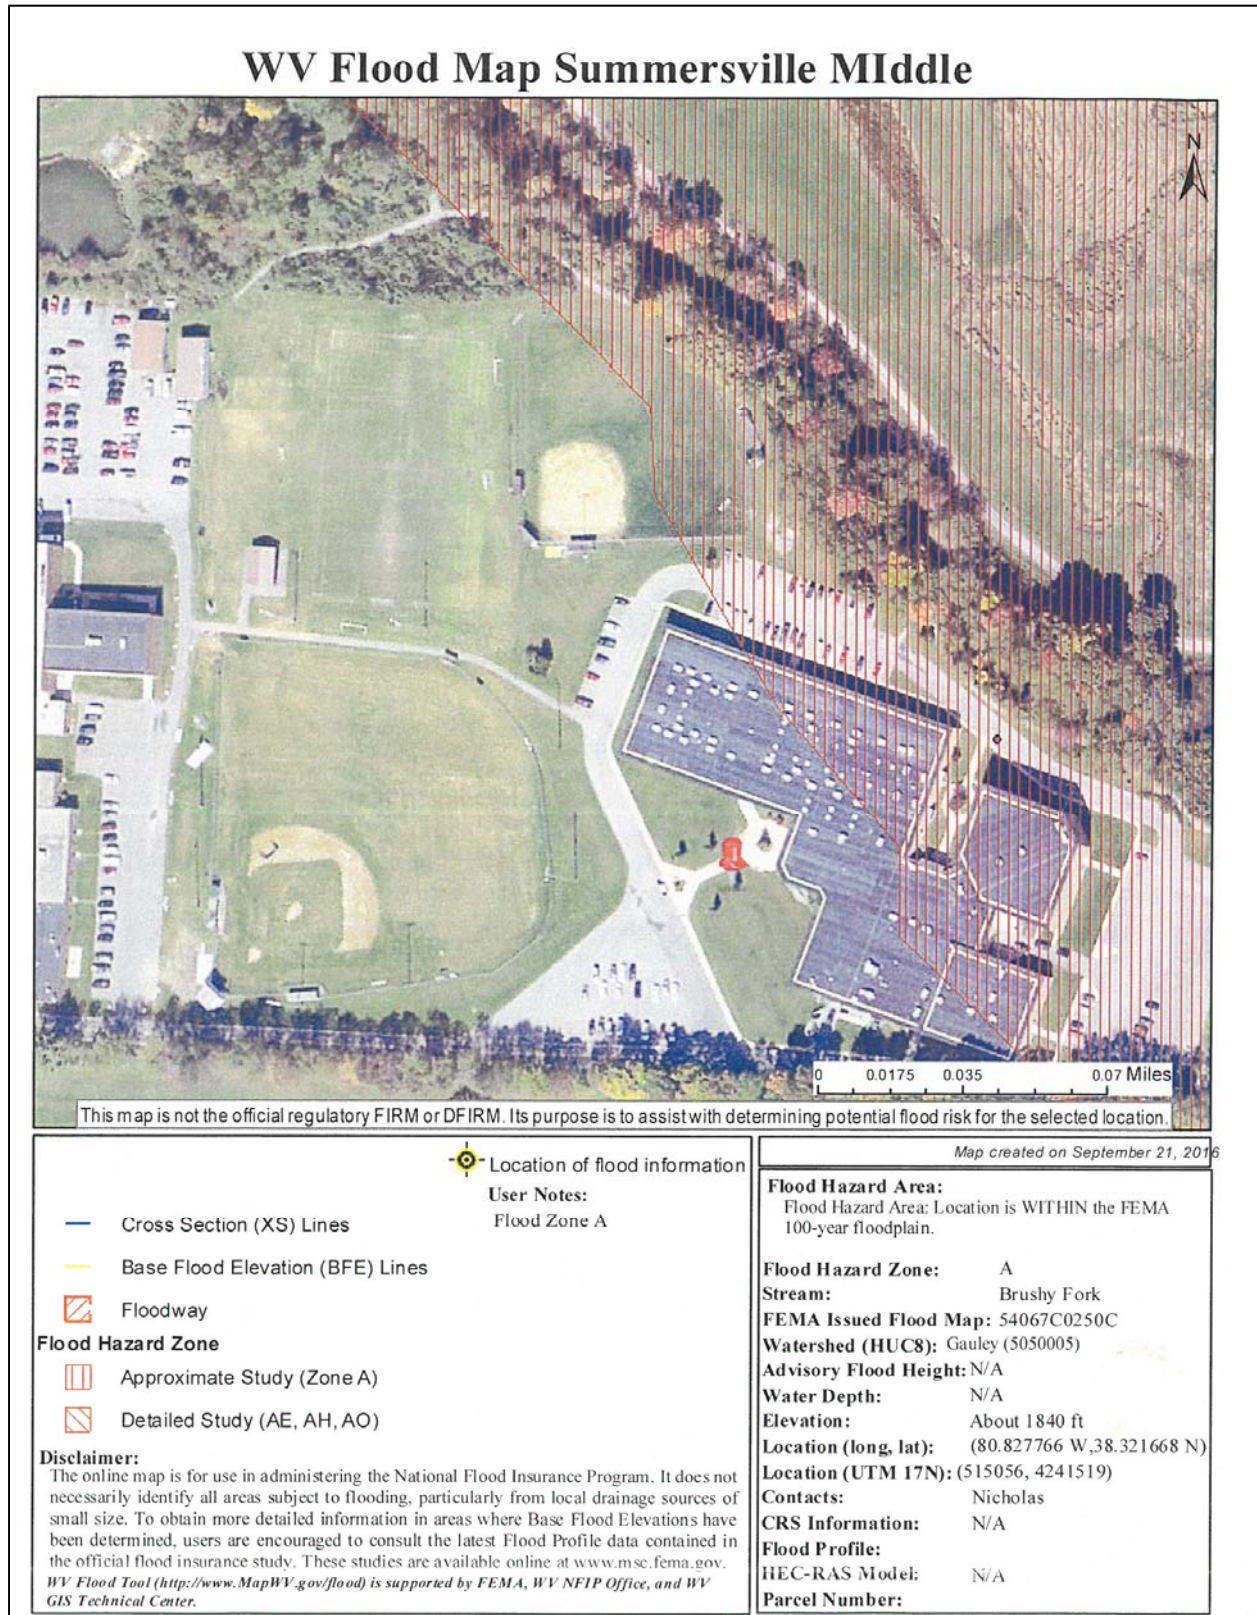 WV Flood Map Summersville MIddle
N
1
0 0.0175 0.035 0.07 Miles
This map is not the official regulatory FIRM or DFIRM. Its purpose is to assist with determining potential flood risk for the selected location.
Location of flood information
User Notes:
Flood Zone A
Cross Section (XS) Lines
Base Flood Elevation (BFE) Lines
Floodway
Flood Hazard Zone
Approximate Study (Zone A)
Detailed Study (AE, AH, AO)
Disclaimer:
The online map is for use in administering the National Flood Insurance Program. It does not
necessarily identify all areas subject to flooding, particularly from local drainage sources of
small size. To obtain more detailed information in areas where Base Flood Elevations have
been determined, users are encouraged to consult the latest Flood Profile data contained in
the official flood insurance study. These studies are available online at www.msc.fema.gov.
WV Flood Tool (http://www.MapWV.gov/flood) is supported by FEMA, WV NFIP Office, and WV
GIS Technical Center.
Map created on September 21, 2016
Flood Hazard Area:
Flood Hazard Area: Location is WITHIN the FEMA
100-year floodplain.
Flood Hazard Zone: A
Stream: Brushy Fork
FEMA Issued Flood Map: 54067C0250C
Watershed (HUC8): Gauley (5050005)
Advisory Flood Height: N/A
Water Depth: N/A
Elevation: About 1840 ft
Location (long, lat): (80.827766 W,38.321668 N)
Location (UTM 17N): (515056, 4241519)
Contacts: Nicholas
CRS Information: N/A
Flood Profile:
HEC-RAS Model: N/A
Parcel Number: